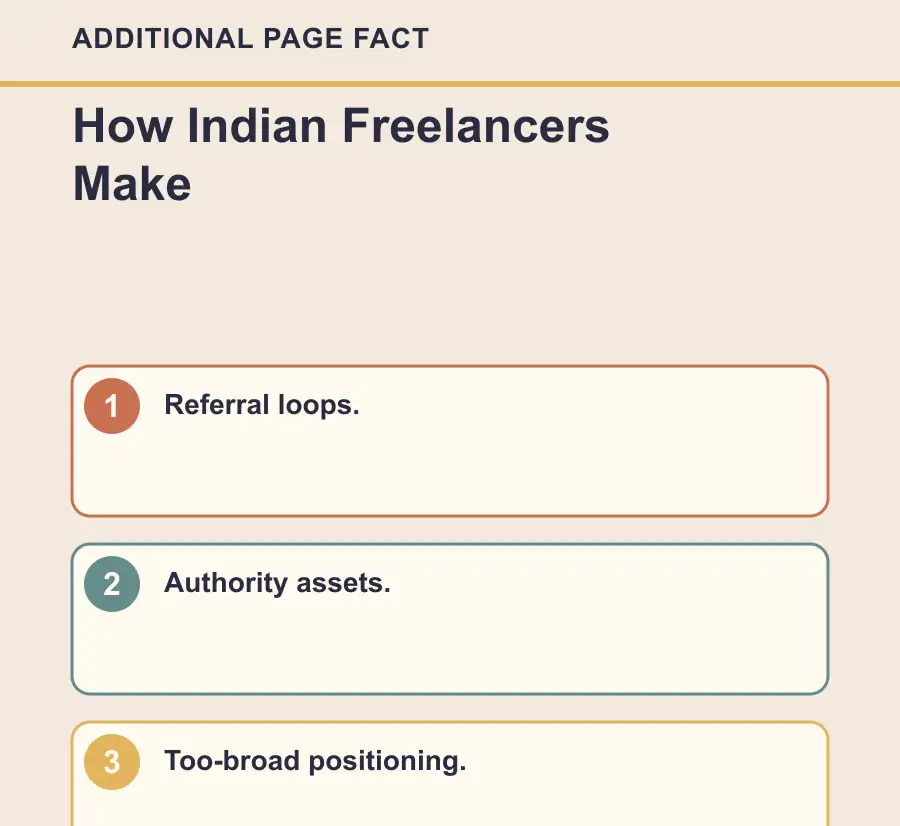 ADDITIONAL PAGE FACT
How Indian Freelancers
Make
1 Referral loops.
2 Authority assets.
3 Too-broad positioning.